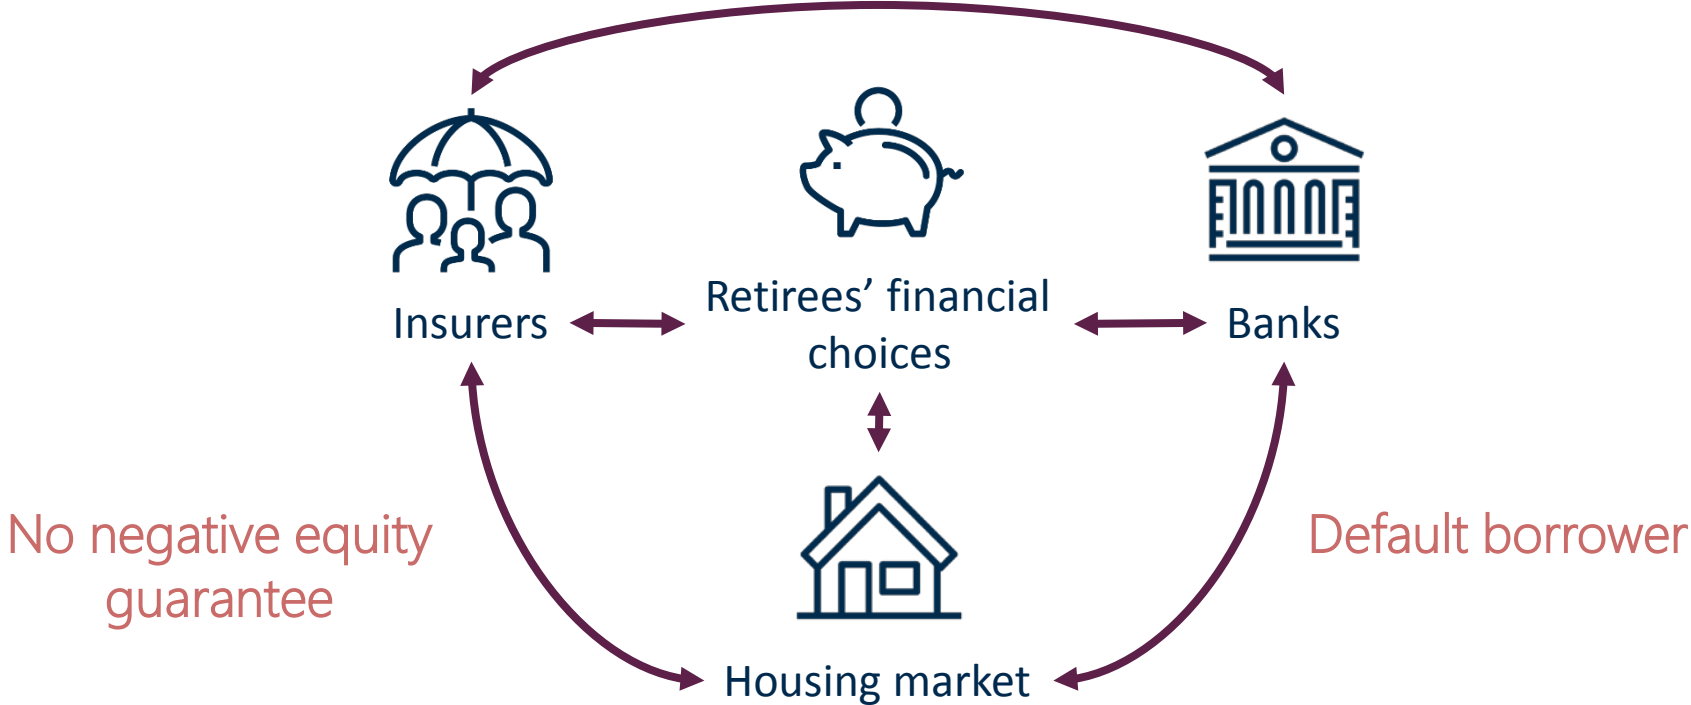 Insurers
Retirees’ financial
choices
Banks
No negative equity
guarantee
Default borrower
Housing market